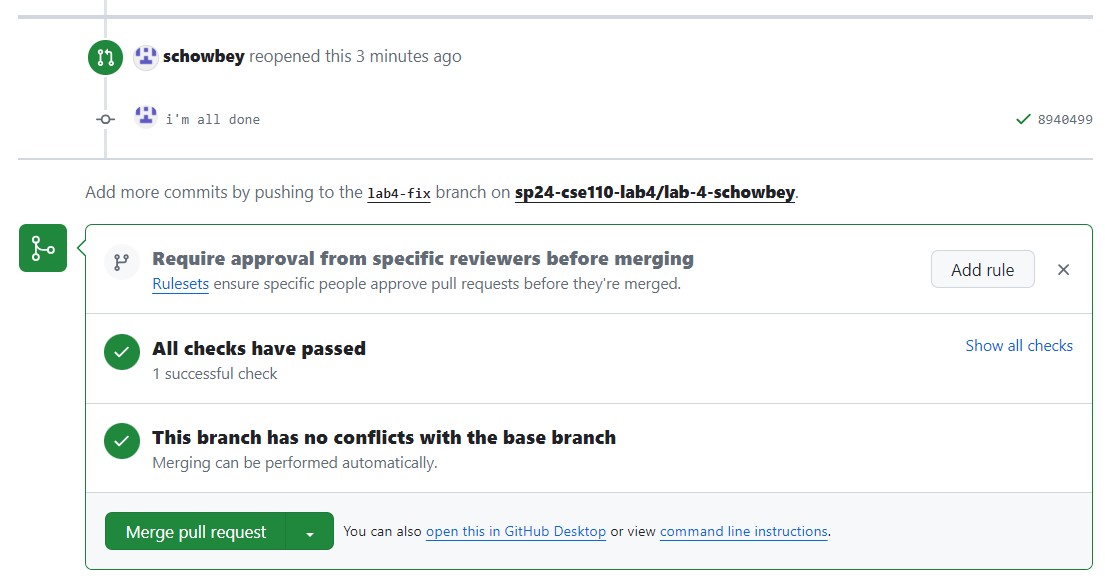 schowbey reopened this 3 minutes ago
i'm all done 8940499
Add more commits by pushing to the lab4-fix branch on sp24-cse110-lab4/lab-4-schowbey.
Require approval from specific reviewers before merging
Rulesets ensure specific people approve pull requests before they're merged.
Add rule
All checks have passed
1 successful check
Show all checks
This branch has no conflicts with the base branch
Merging can be performed automatically.
Merge pull request
You can also open this in GitHub Desktop or view command line instructions.